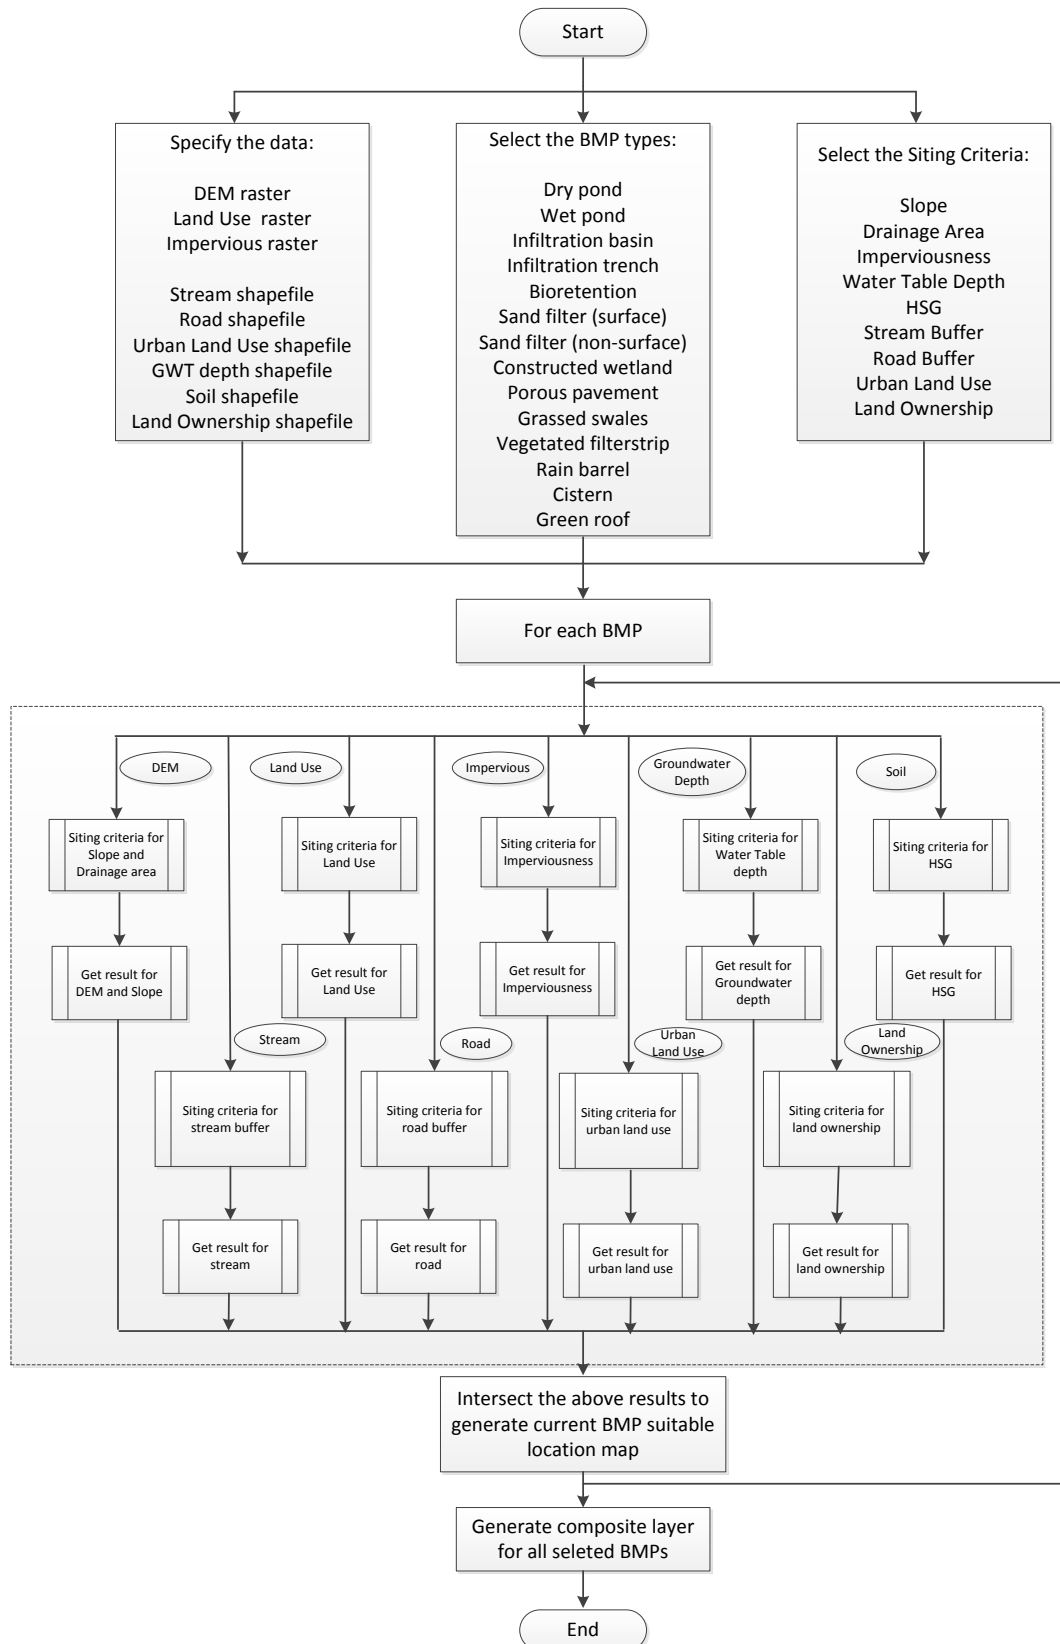 Start
Specify the data:
DEM raster
Land Use raster
Impervious raster
Stream shapefile
Road shapefile
Urban Land Use shapefile
GWT depth shapefile
Soil shapefile
Land Ownership shapefile
Select the BMP types:
Dry pond
Wet pond
Infiltration basin
Infiltration trench
Bioretention
Sand filter (surface)
Sand filter (non-surface)
Constructed wetland
Porous pavement
Grassed swales
Vegetated filterstrip
Rain barrel
Cistern
Green roof
Select the Siting Criteria:
Slope
Drainage Area
Imperviousness
Water Table Depth
HSG
Stream Buffer
Road Buffer
Urban Land Use
Land Ownership
For each BMP
DEM
Land Use
Impervious
Groundwater
Depth
Soil
Siting criteria for
Slope and
Drainage area
Siting criteria for
Land Use
Siting criteria for
Imperviousness
Siting criteria for
Water Table
depth
Siting criteria for
HSG
Get result for
DEM and Slope
Get result for
Land Use
Get result for
Imperviousness
Get result for
Groundwater
depth
Get result for
HSG
Stream
Road
Urban
Land Use
Land
Ownership
Siting criteria for
stream buffer
Siting criteria for
road buffer
Siting criteria for
urban land use
Siting criteria for
land ownership
Get result for
stream
Get result for
road
Get result for
urban land use
Get result for
land ownership
Intersect the above results to
generate current BMP suitable
location map
Generate composite layer
for all seleted BMPs
End